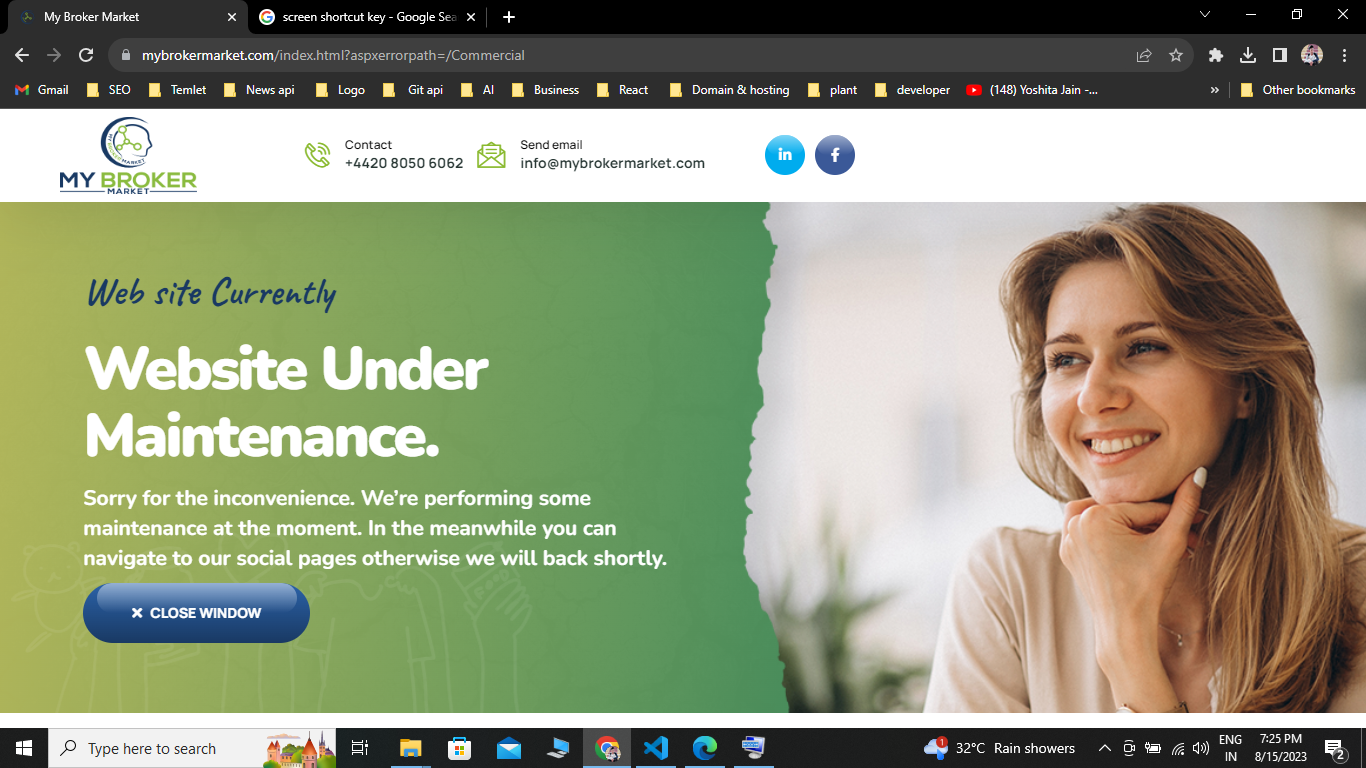 My Broker Market
screen shortcut key - Google Sea
mybrokermarket.com/index.html?aspxerrorpath=/Commercial
Gmail
SEO
Temlet
News api
Logo
Git api
AI
Business
React
Domain & hosting
plant
developer
(148) Yoshita Jain -...
»
Other bookmarks
MY BROKER MARKET
MY BROKER
MARKET
Contact
+4420 8050 6062
Send email
info@mybrokermarket.com
in
f
Web site Currently
Website Under
Maintenance.
Sorry for the inconvenience. We're performing some
maintenance at the moment. In the meanwhile you can
navigate to our social pages otherwise we will back shortly.
CLOSE WINDOW
Type here to search
1
32°C Rain showers
ENG
IN
7:25 PM
8/15/2023
2